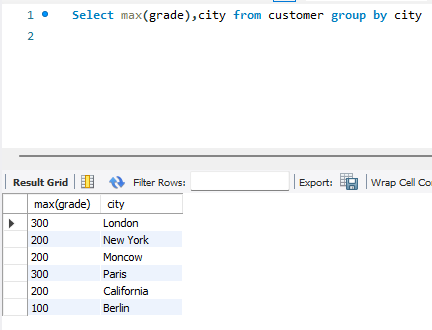 1 Select max(grade),city from customer group by city
2
Result Grid Filter Rows: Export: Wrap Cell Co
max(grade) city
300 London
200 New York
200 Moncow
300 Paris
200 California
100 Berlin